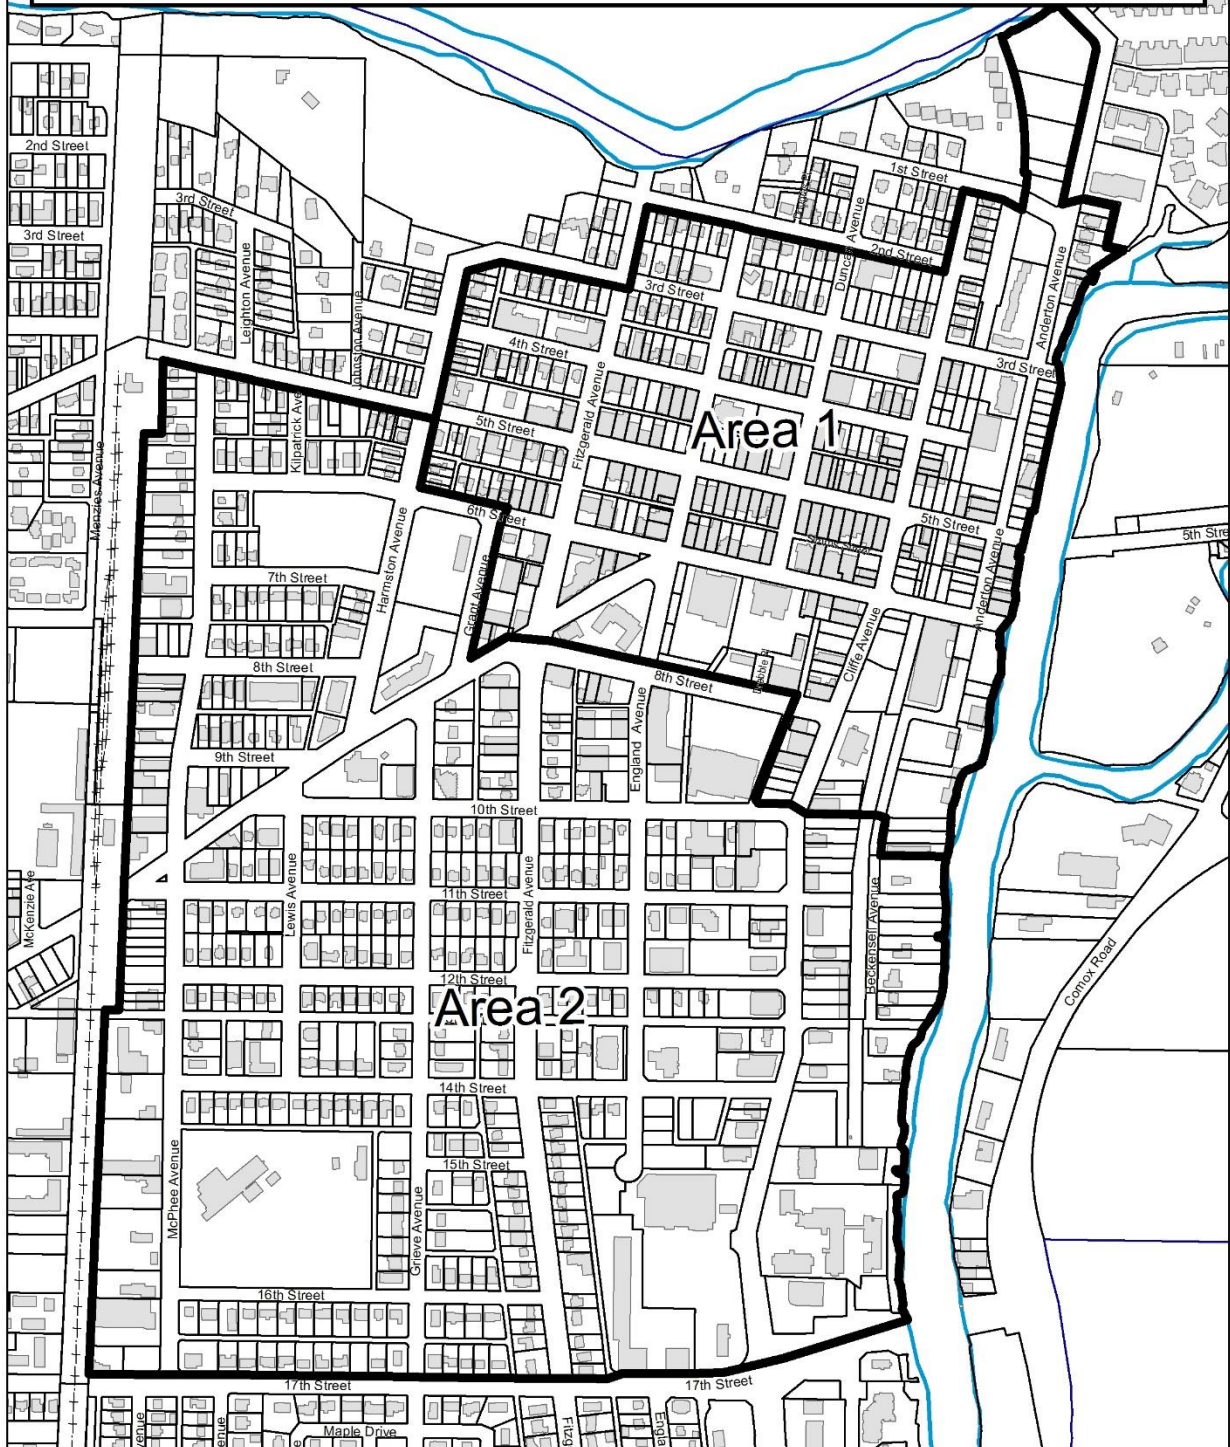 1st Street
2nd Street
3rd Street
Duncan Avenue
2nd Street
3rd Street
Leighton Avenue
3rd Street
Anderton Avenue
Johnston Avenue
4th Street
3rd Street
Fitzgerald Avenue
Area 1
Kilpatrick Ave
5th Street
Menzies Avenue
6th Street
5th Street
5th Stre
Harmston Avenue
7th Street
Grant Avenue
Anderton Avenue
Cliffe Avenue
8th Street
8th Street
England Avenue
9th Street
10th Street
Lewis Avenue
Fitzgerald Avenue
11th Street
McKenzie Ave
Beckensell Avenue
Comox Road
12th Street
Area 2
14th Street
McPhee Avenue
15th Street
Grieve Avenue
16th Street
17th Street
17th Street
Maple Drive
venue
venue
e
Fitzg
Engla